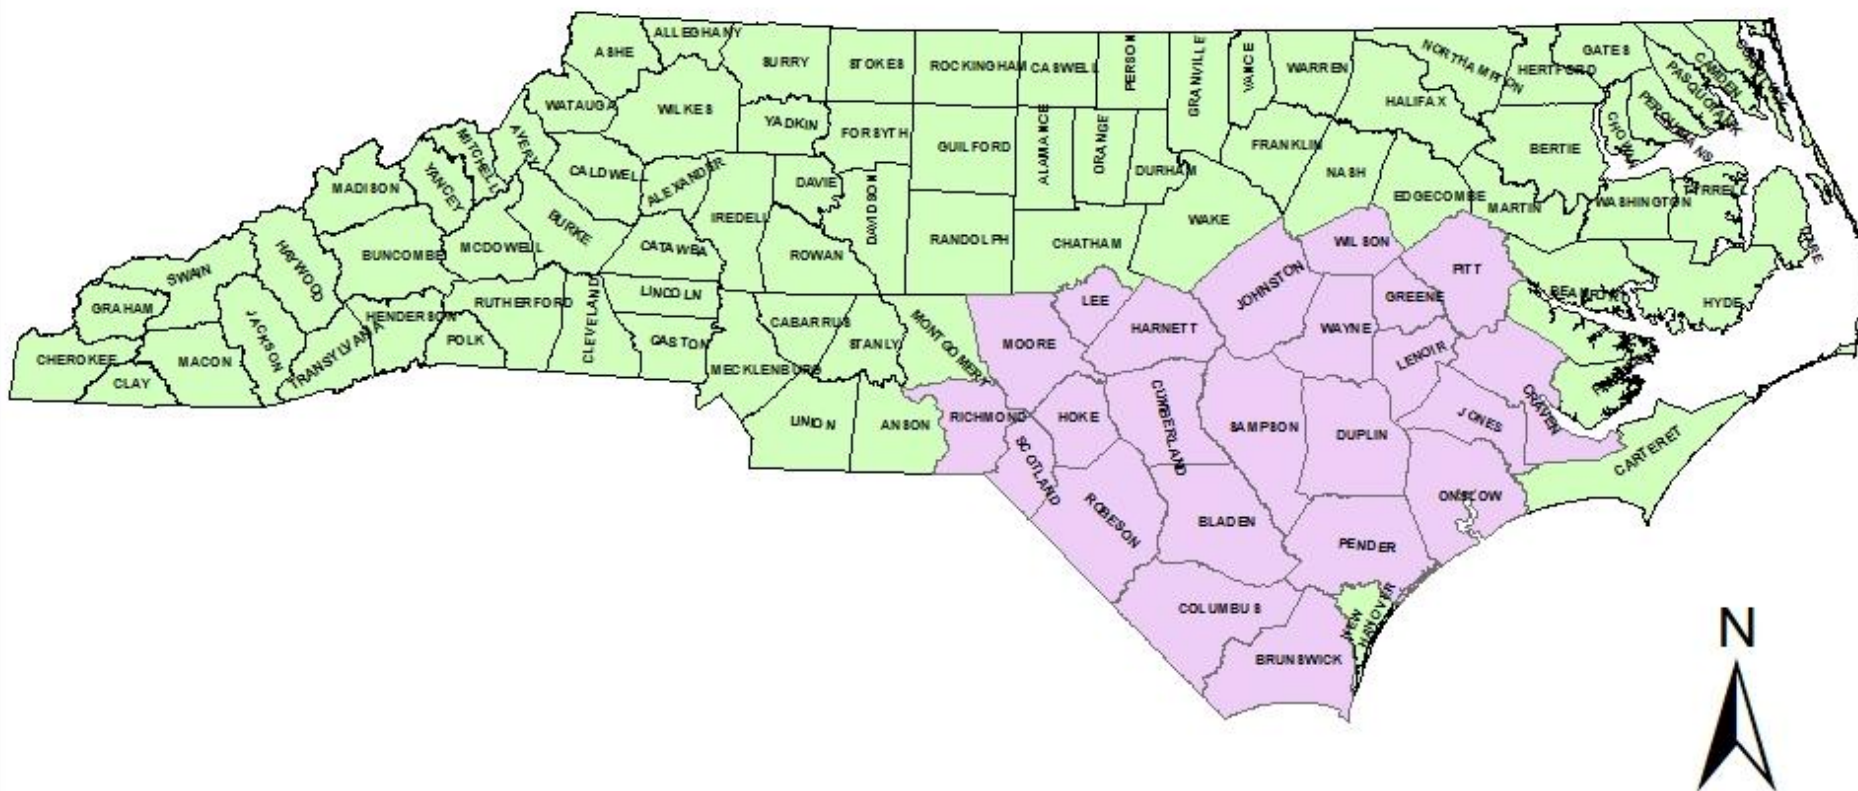 ALLEGHANY
ASHE
SURRY
STOKES
ROCKINGHAM
CASWELL
PERSON
GRANVILLE
VANCE
WARREN
NORTHAMPTON
HERTFORD
GATES
CAMDEN
PASQUOTANK
PERQUIMANS
CHOWAN
WATAUGA
WILKES
YADKIN
FORSYTH
GUILFORD
ALAMANCE
ORANGE
DURHAM
FRANKLIN
HALIFAX
BERTIE
MITCHELL
AVERY
CALDWELL
ALEXANDER
DAVIE
DAVIDSON
NASH
EDGECOMBE
MARTIN
WASHINGTON
TYRRELL
DARE
MADISON
YANCEY
BURKE
IREDELL
RANDOLPH
CHATHAM
WAKE
BUNCOMBE
MCDOWELL
CATAWBA
ROWAN
WILSON
JOHNSTON
PITT
SWAIN
HAYWOOD
RUTHERFORD
CLEVELAND
LINCOLN
LEE
GREENE
BEAUFORT
HYDE
GRAHAM
JACKSON
HENDERSON
TRANSYLVANIA
POLK
GASTON
CABARRUS
STANLY
MONTGOMERY
MOORE
HARNETT
WAYNE
LENOIR
CHEROKEE
CLAY
MACON
MECKLENBURG
UNION
ANSON
RICHMOND
HOKE
CUMBERLAND
SAMPSON
DUPLIN
JONES
CRAVEN
CARTERET
SCOTLAND
ROBESON
BLADEN
ONSLOW
PENDER
COLUMBUS
NEW
HANOVER
BRUNSWICK
N